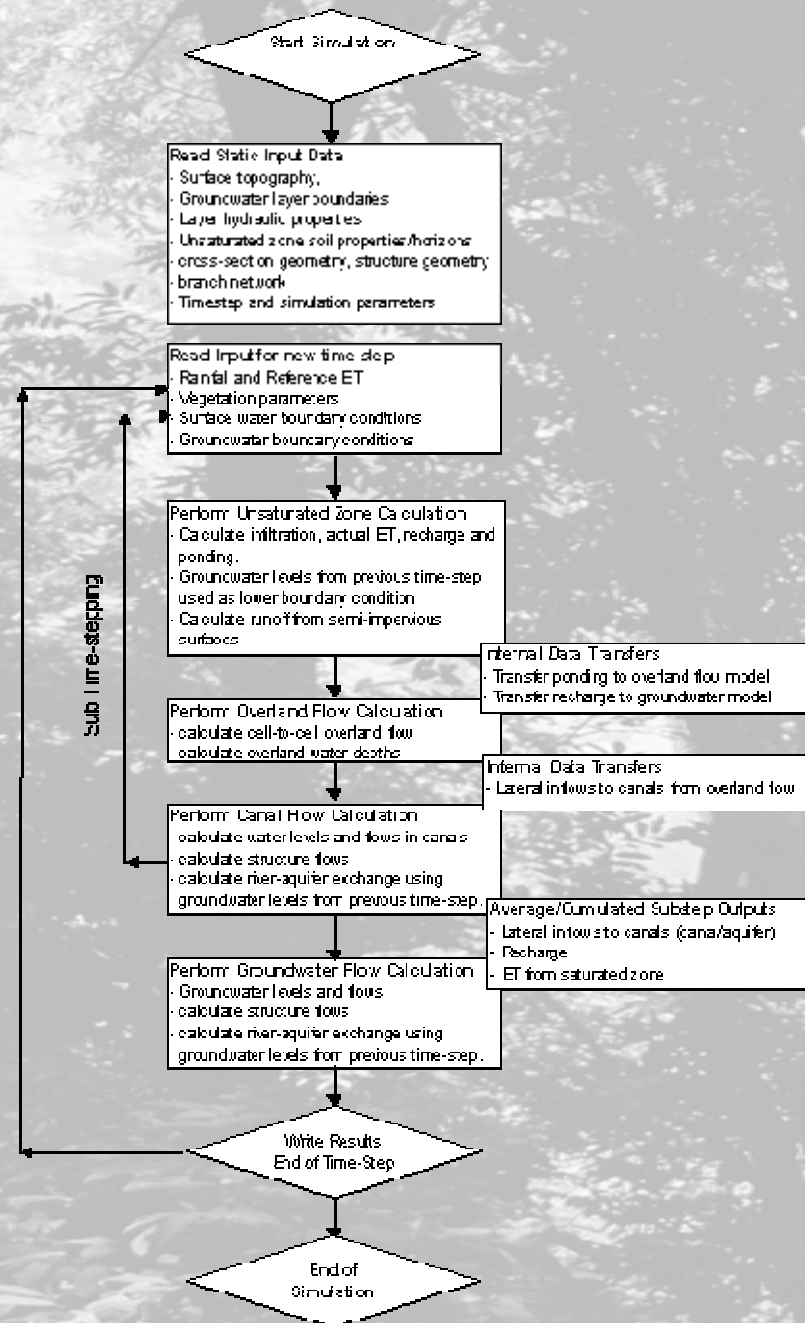 Start Simulation
Read Static Input Data
- Surface topography,
- Groundwater layer boundaries
- Layer hydraulic properties
- Unsaturated zone soil properties/horizons
- cross-section geometry, structure geometry
- branch network
- Timestep and simulation parameters
Read Input for new time step
- Rainfal and Reference ET
- Vegetation parameters
- Surface water boundary conditions
- Groundwater boundary conditions
Perform Unsaturated Zone Calculation
- Calculate infiltration, actual ET, recharge and
ponding.
- Groundwater levels from previous time-step
used as lower boundary condition
- Calculate runoff from semi-impervious
surfaces
Internal Data Transfers
- Transfer ponding to overland flow model
- Transfer recharge to groundwater model
Sub Time-stepping
Perform Overland Flow Calculation
- calculate cell-to-cell overland flow
calculate overland water depths
Internal Data Transfers
- Lateral inflows to canals from overland flow
Perform Canal Flow Calculation
- calculate water levels and flows in canals
- calculate structure flows
- calculate river-aquifer exchange using
groundwater levels from previous time-step.
Average/Cumulated Substep Outputs
- Lateral inflows to canals (canal/aquifer)
- Recharge
- ET from saturated zone
Perform Groundwater Flow Calculation
- Groundwater levels and flows
- calculate structure flows
- calculate river-aquifer exchange using
groundwater levels from previous time-step.
Write Results
End of Time-Step
End of
Simulation